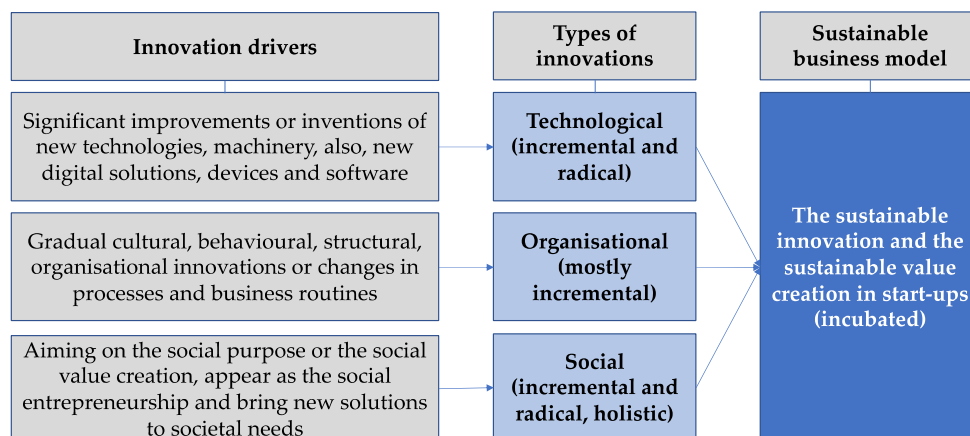 Innovation drivers
Types of
innovations
Sustainable
business model
Significant improvements or inventions of
new technologies, machinery, also, new
digital solutions, devices and software
Technological
(incremental and
radical)
Gradual cultural, behavioural, structural,
organisational innovations or changes in
processes and business routines
Organisational
(mostly
incremental)
Aiming on the social purpose or the social
value creation, appear as the social
entrepreneurship and bring new solutions
to societal needs
Social
(incremental and
radical, holistic)
The sustainable
innovation and the
sustainable value
creation in start-ups
(incubated)